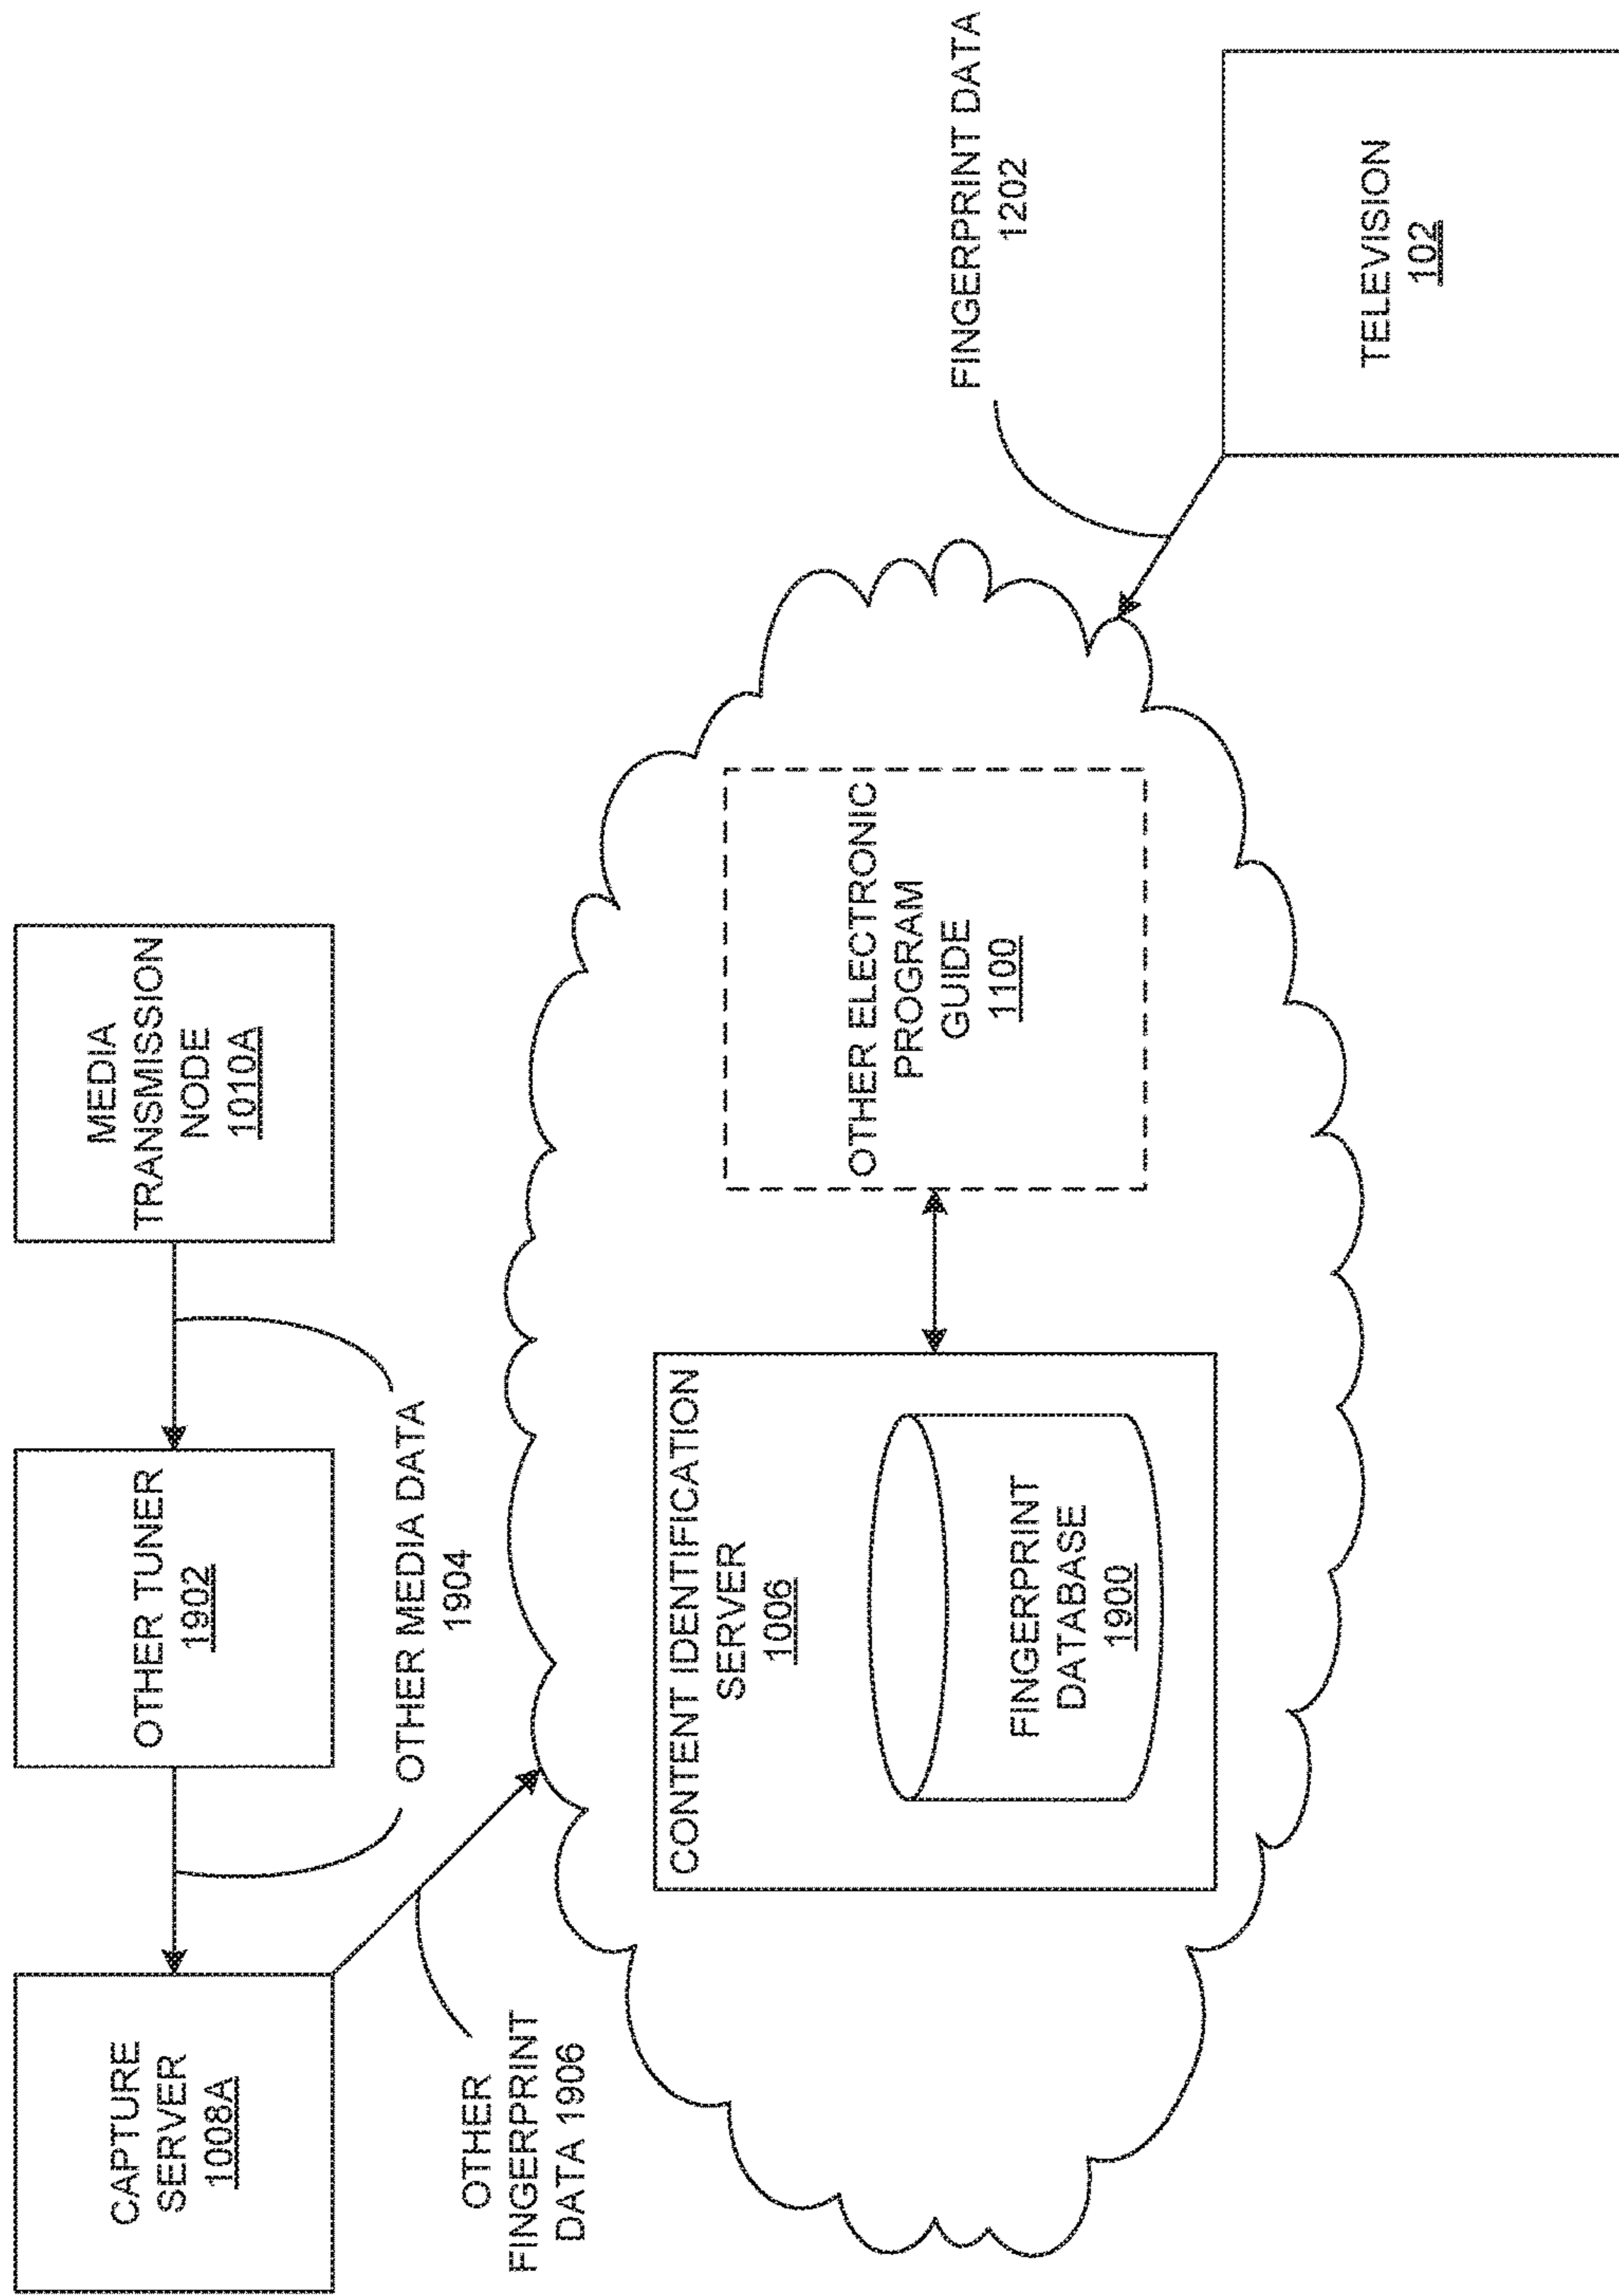 CAPTURE
SERVER
1008A
OTHER TUNER
1902
MEDIA
TRANSMISSION
NODE
1010A
OTHER MEDIA DATA
1904
OTHER
FINGERPRINT
DATA 1906
CONTENT IDENTIFICATION
SERVER
1006
FINGERPRINT
DATABASE
1900
OTHER ELECTRONIC
PROGRAM
GUIDE
1100
FINGERPRINT DATA
1202
TELEVISION
102